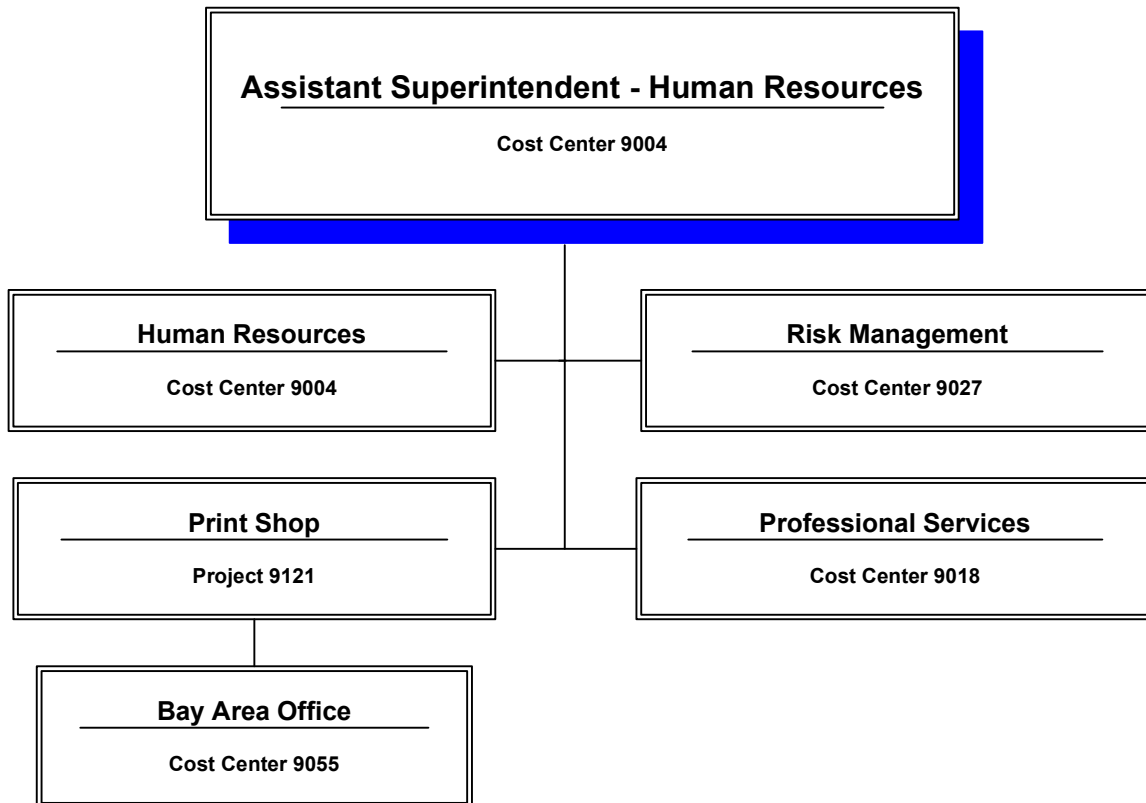 Assistant Superintendent - Human Resources
Cost Center 9004
Human Resources
Cost Center 9004
Risk Management
Cost Center 9027
Print Shop
Project 9121
Professional Services
Cost Center 9018
Bay Area Office
Cost Center 9055